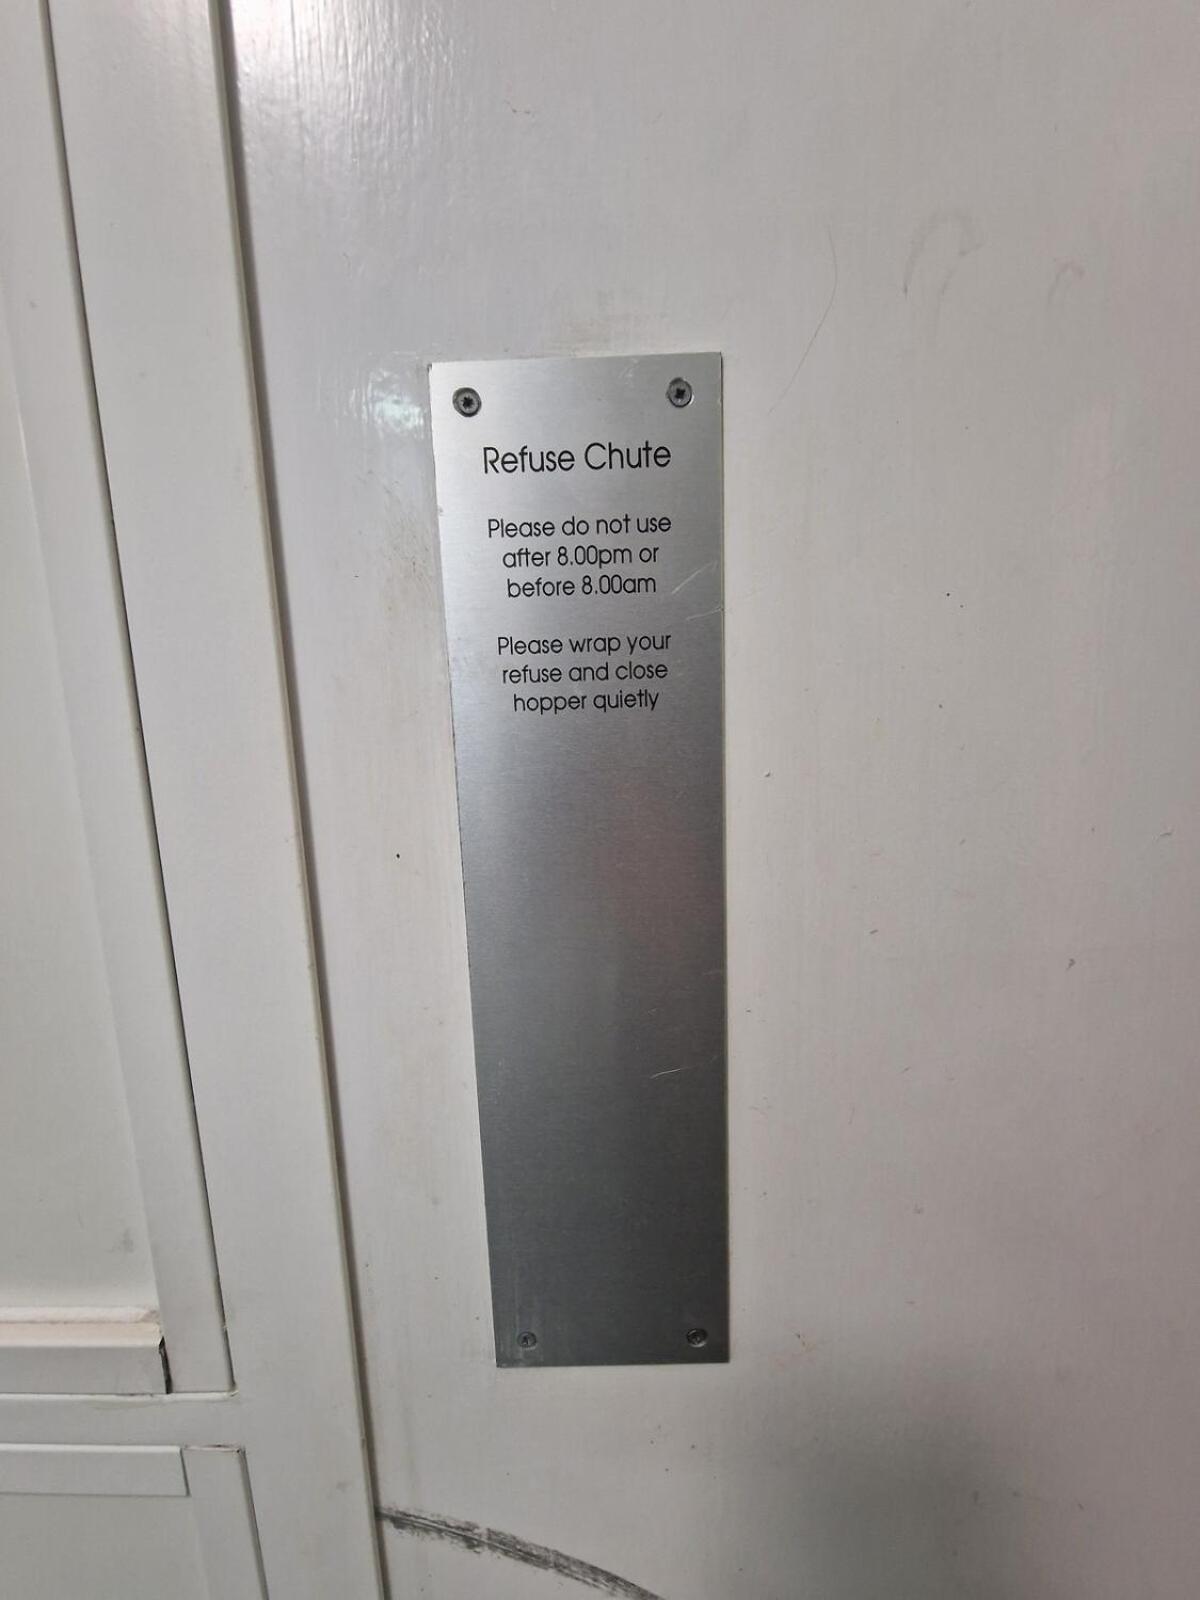 Refuse Chute
Please do not use
after 8.00pm or
before 8.00am
Please wrap your
refuse and close
hopper quietly